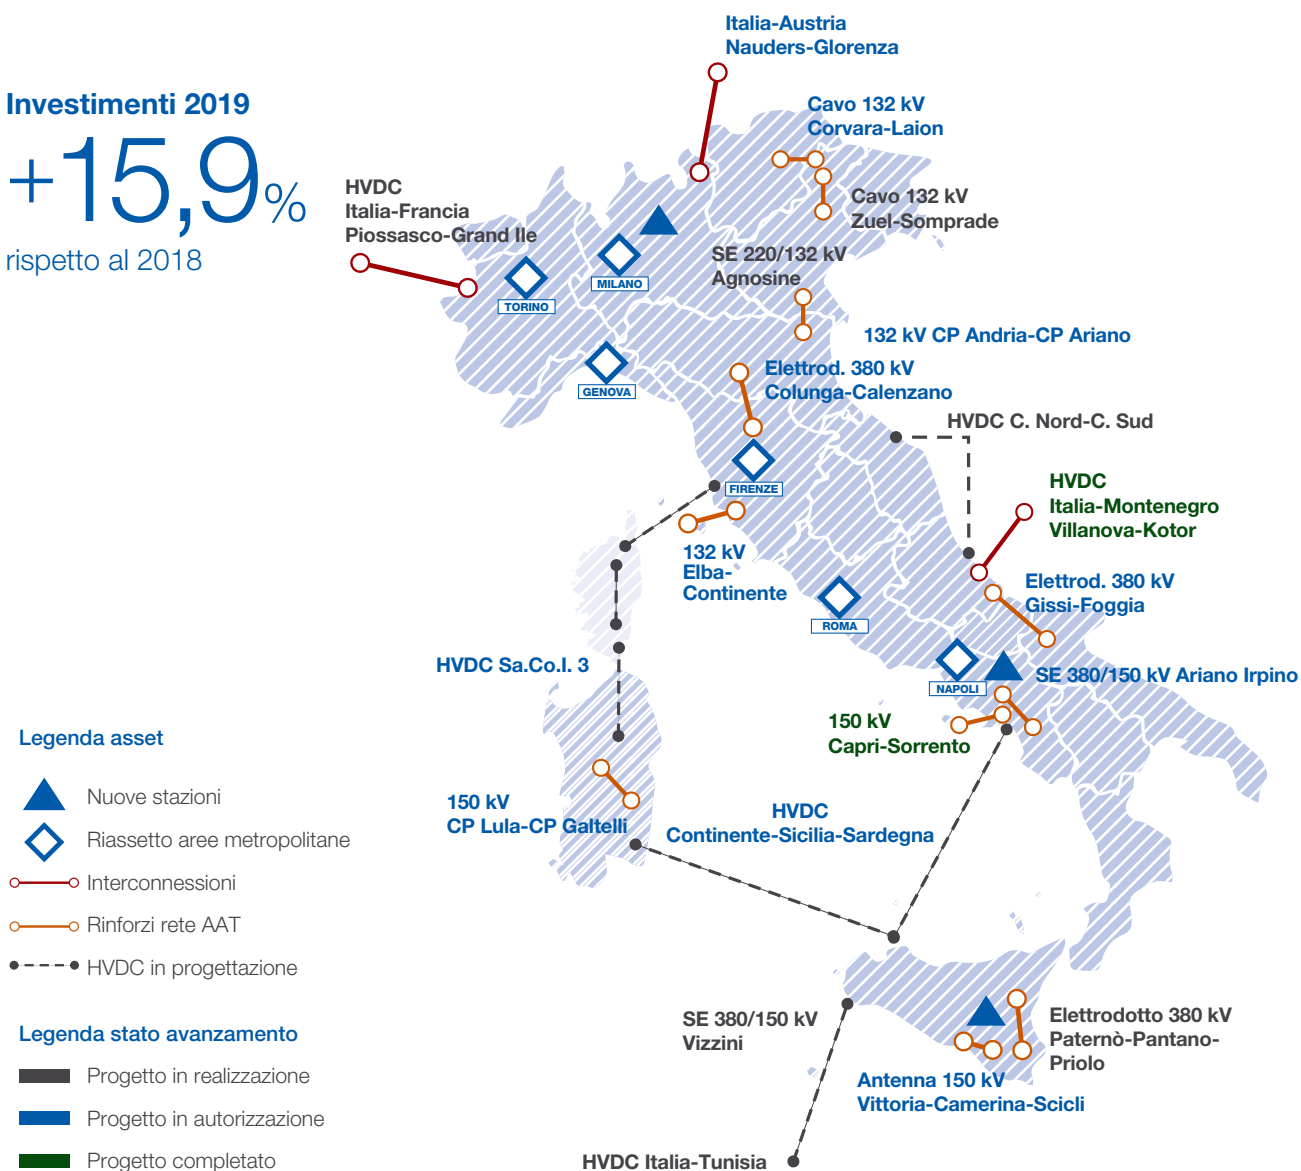 Investimenti 2019
+15,9%
rispetto al 2018
Italia-Austria
Nauders-Glorenza
Cavo 132 kV
Corvara-Laion
HVDC
Italia-Francia
Piossasco-Grand Ile
Cavo 132 kV
Zuel-Somprade
SE 220/132 kV
Agnosine
MILANO
TORINO
132 kV CP Andria-CP Ariano
GENOVA
Elettrod. 380 kV
Colunga-Calenzano
HVDC C. Nord-C. Sud
FIRENZE
HVDC
Italia-Montenegro
Villanova-Kotor
132 kV
Elba-
Continente
Elettrod. 380 kV
Gissi-Foggia
ROMA
HVDC Sa.Co.I. 3
NAPOLI
SE 380/150 kV Ariano Irpino
150 kV
Capri-Sorrento
150 kV
CP Lula-CP Galtelli
HVDC
Continente-Sicilia-Sardegna
SE 380/150 kV
Vizzini
Elettrodotto 380 kV
Paternò-Pantano-
Priolo
Antenna 150 kV
Vittoria-Camerina-Scicli
HVDC Italia-Tunisia
Legenda asset
Nuove stazioni
Riassetto aree metropolitane
Interconnessioni
Rinforzi rete AAT
HVDC in progettazione
Legenda stato avanzamento
Progetto in realizzazione
Progetto in autorizzazione
Progetto completato